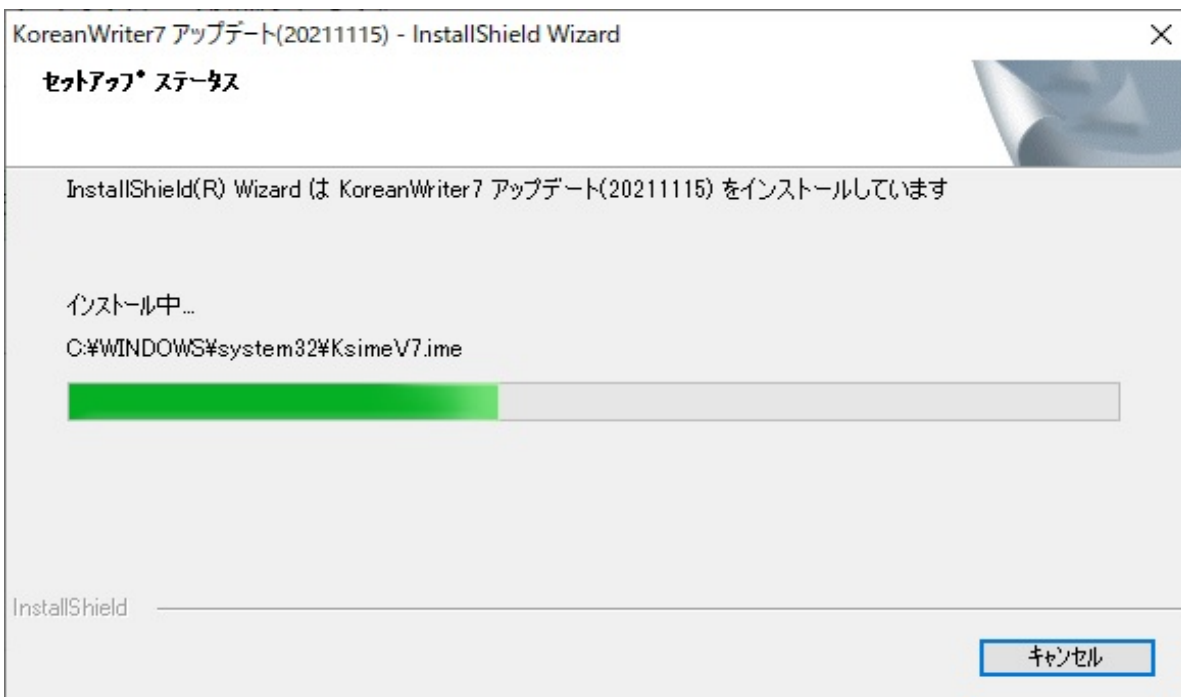 KoreanWriter7 アップデート(20211115) - InstallShield Wizard
セットアップ ステータス
InstallShield(R) Wizard は KoreanWriter7 アップデート(20211115) をインストールしています
インストール中...
C:¥WINDOWS¥system32¥KsimeV7.ime
InstallShield
キャンセル